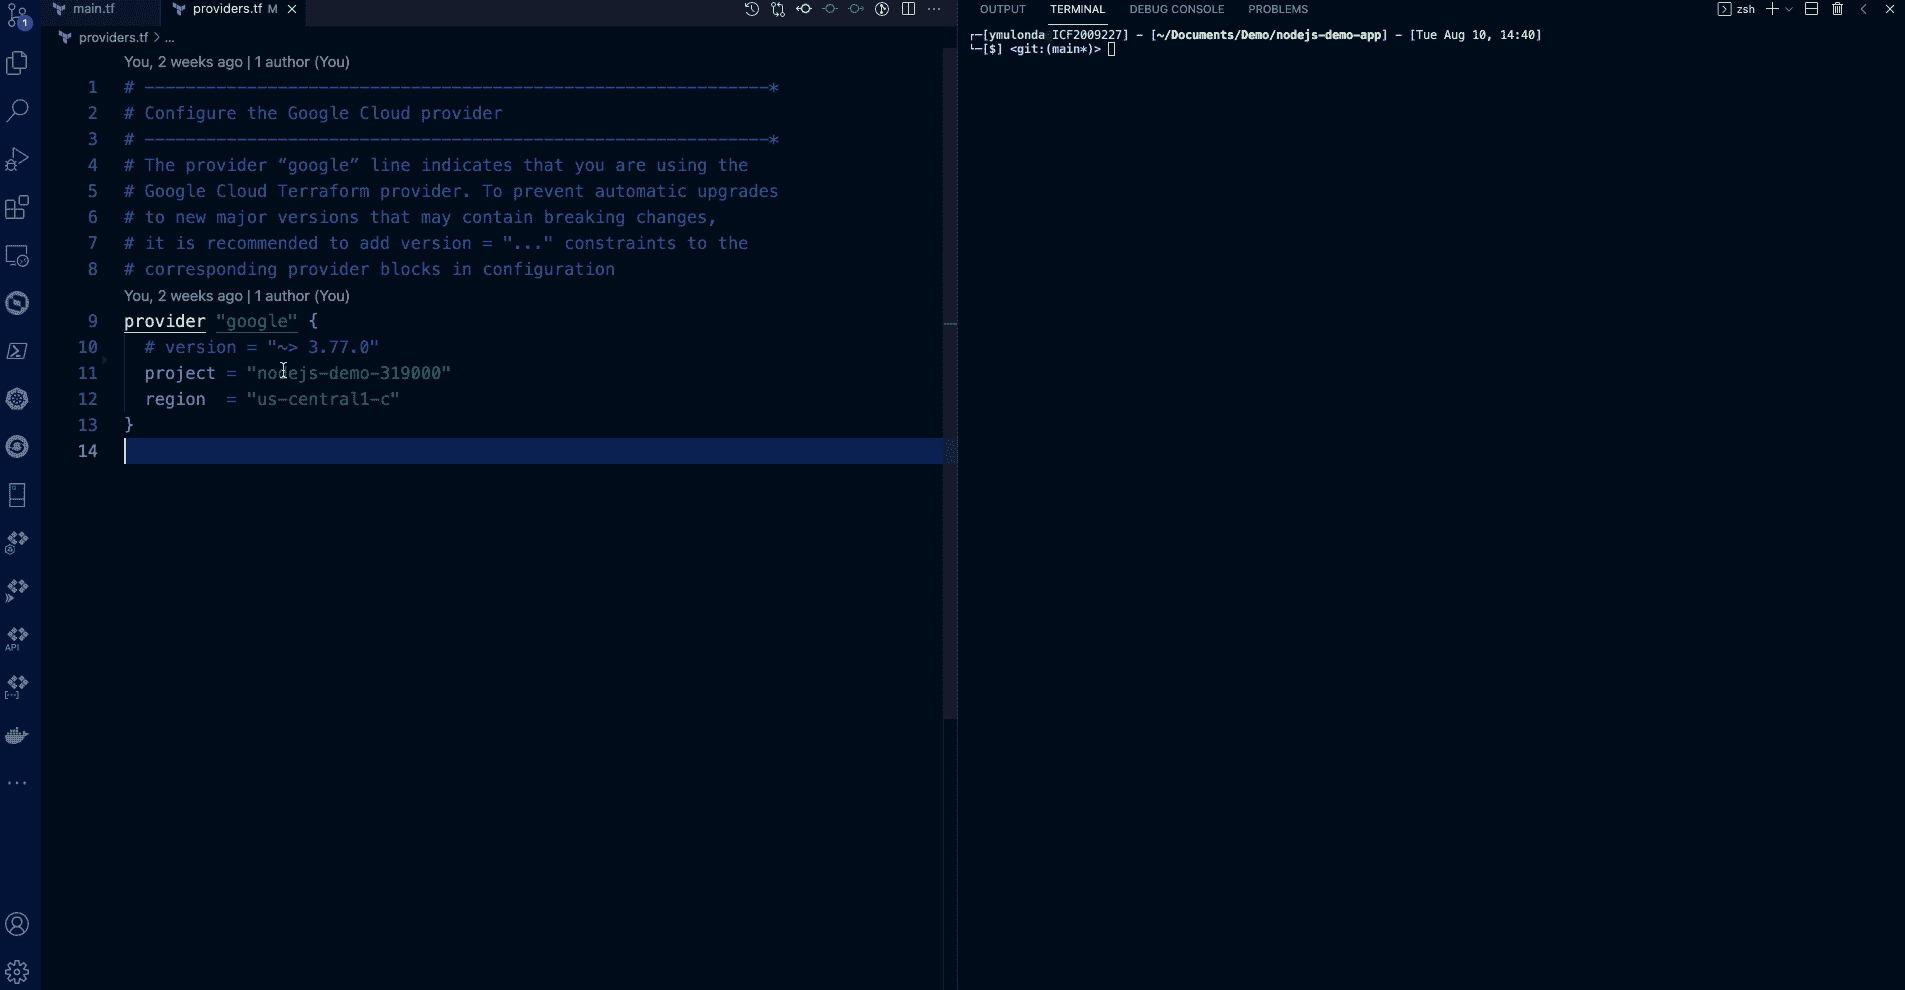 1
main.tf
providers.tf M
providers.tf > ...
You, 2 weeks ago | 1 author (You)
1 # -------------------------------------------------------------*
2 # Configure the Google Cloud provider
3 # -------------------------------------------------------------*
4 # The provider “google” line indicates that you are using the
5 # Google Cloud Terraform provider. To prevent automatic upgrades
6 # to new major versions that may contain breaking changes,
7 # it is recommended to add version = "..." constraints to the
8 # corresponding provider blocks in configuration
You, 2 weeks ago | 1 author (You)
9 provider "google" {
10 # version = "~> 3.77.0"
11 project = "nodejs-demo-319000"
12 region = "us-central1-c"
13 }
14
API
OUTPUT TERMINAL DEBUG CONSOLE PROBLEMS
zsh
┌─[ymulonda ICF2009227] - [~/Documents/Demo/nodejs-demo-app] - [Tue Aug 10, 14:40]
└─[$] <git:(main*)>